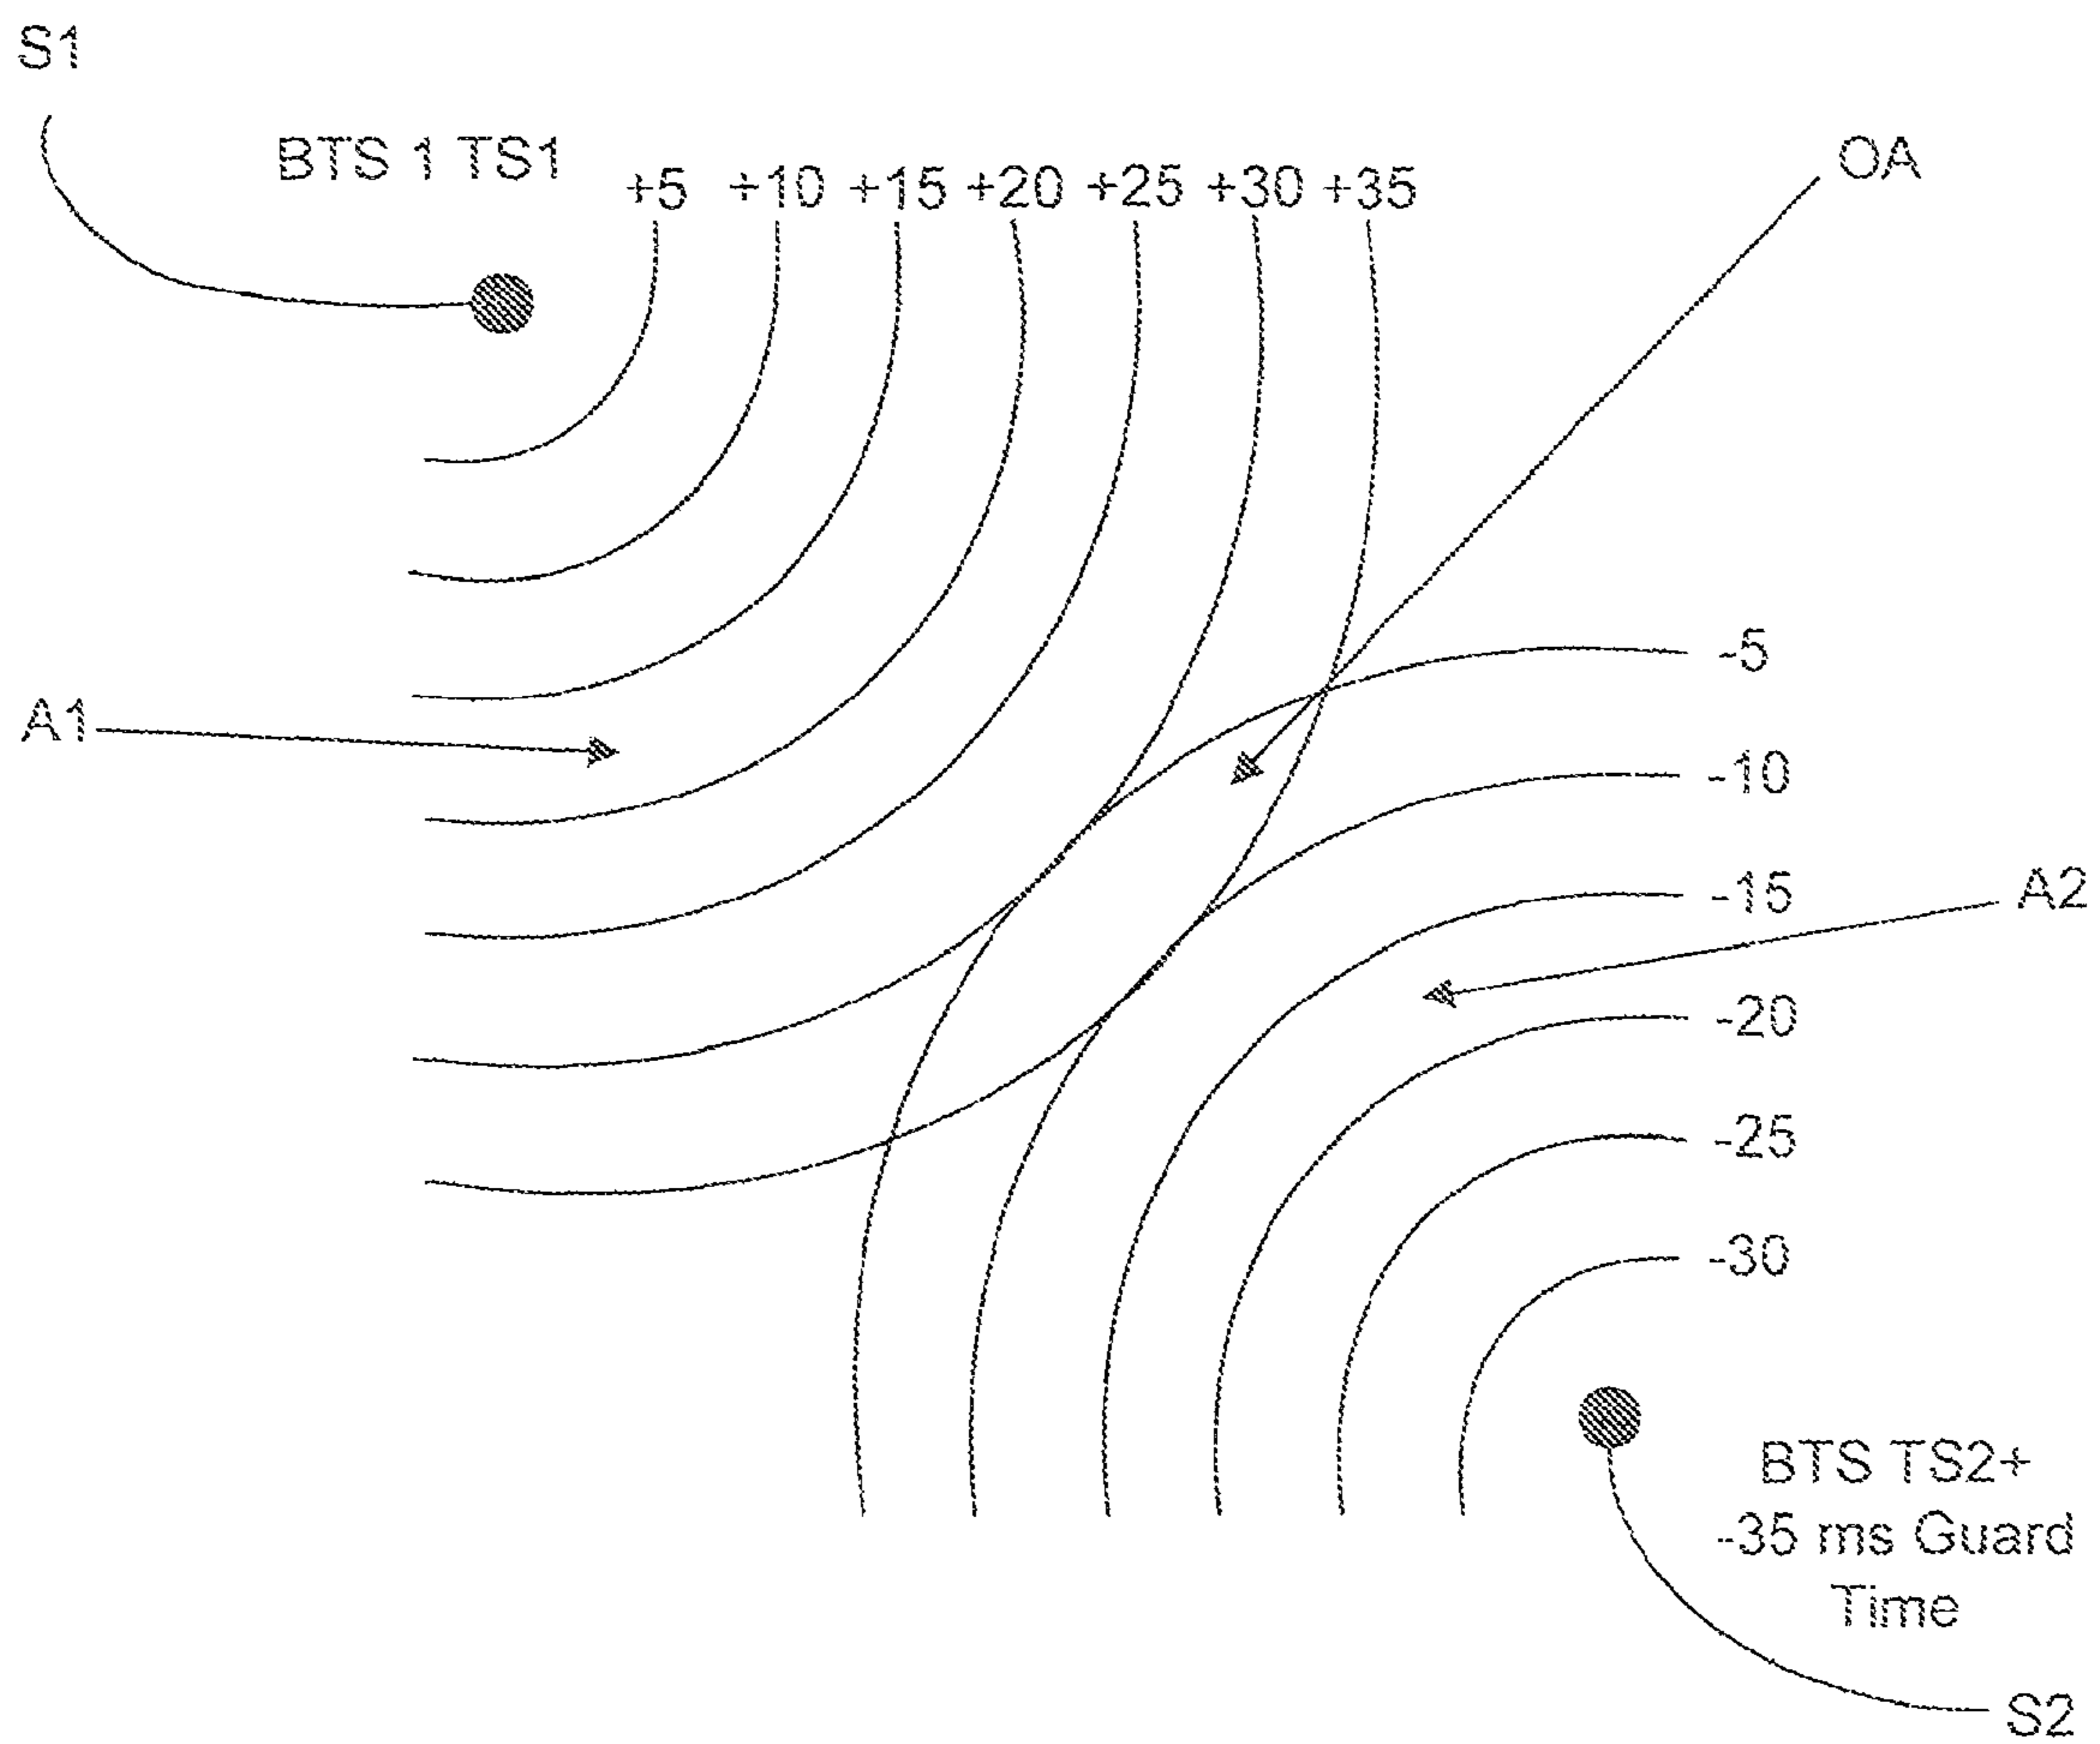 S1
BTS 1 TS1
+5 +10 +15 +20 +25 +30 +35
OA
-5
A1
-10
-15
A2
-20
-25
-30
BTS TS2+
-35 ms Guard
Time
S2